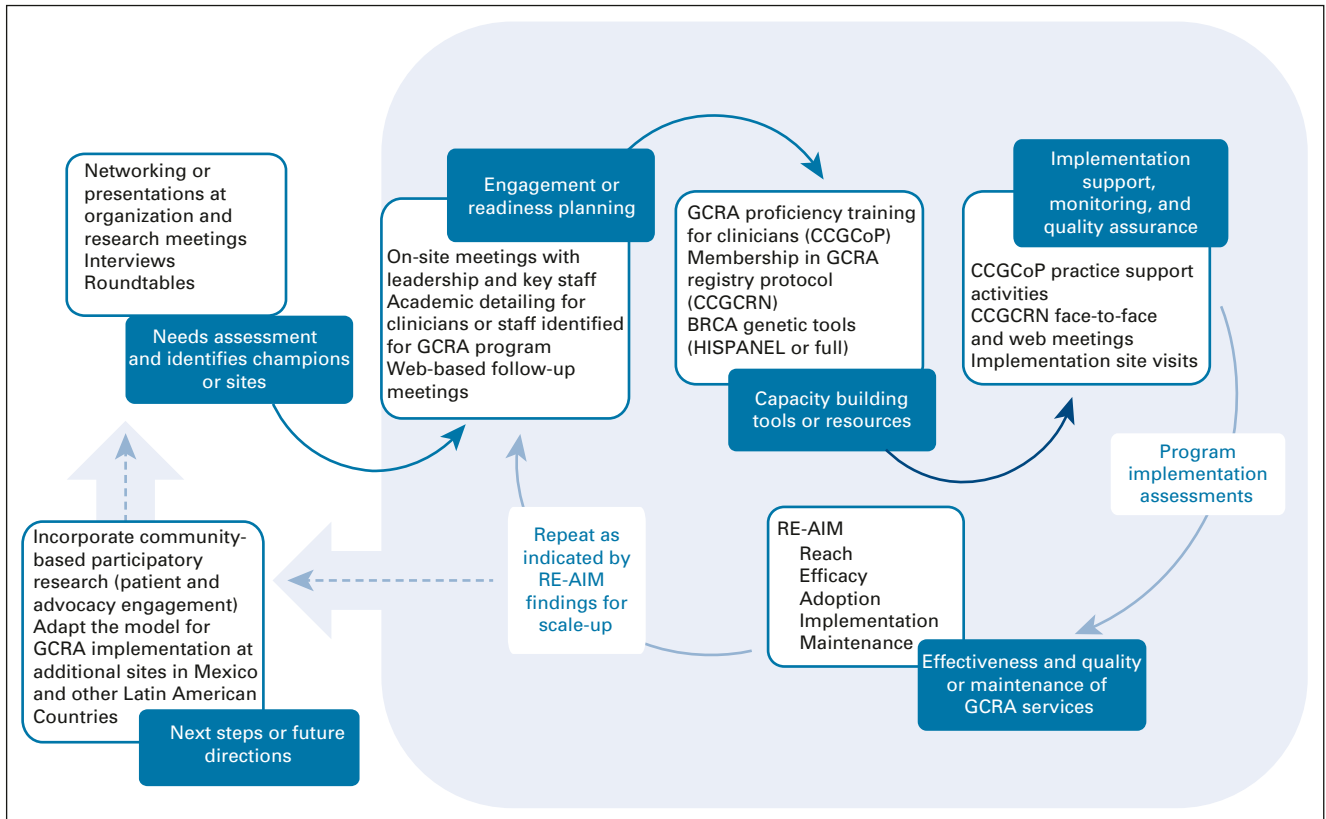 Networking or
presentations at
organization and
research meetings
Interviews
Roundtables
Needs assessment
and identifies champions
or sites
Engagement or
readiness planning
On-site meetings with
leadership and key staff
Academic detailing for
clinicians or staff identified
for GCRA program
Web-based follow-up
meetings
GCRA proficiency training
for clinicians (CCGCoP)
Membership in GCRA
registry protocol
(CCGCRN)
BRCA genetic tools
(HISPANEL or full)
Capacity building
tools or resources
Implementation
support,
monitoring, and
quality assurance
CCGCoP practice support
activities
CCGCRN face-to-face
and web meetings
Implementation site visits
Program
implementation
assessments
RE-AIM
Reach
Efficacy
Adoption
Implementation
Maintenance
Effectiveness and quality
or maintenance of
GCRA services
Repeat as
indicated by
RE-AIM
findings for
scale-up
Incorporate community-
based participatory
research (patient and
advocacy engagement)
Adapt the model for
GCRA implementation at
additional sites in Mexico
and other Latin American
Countries
Next steps or future
directions